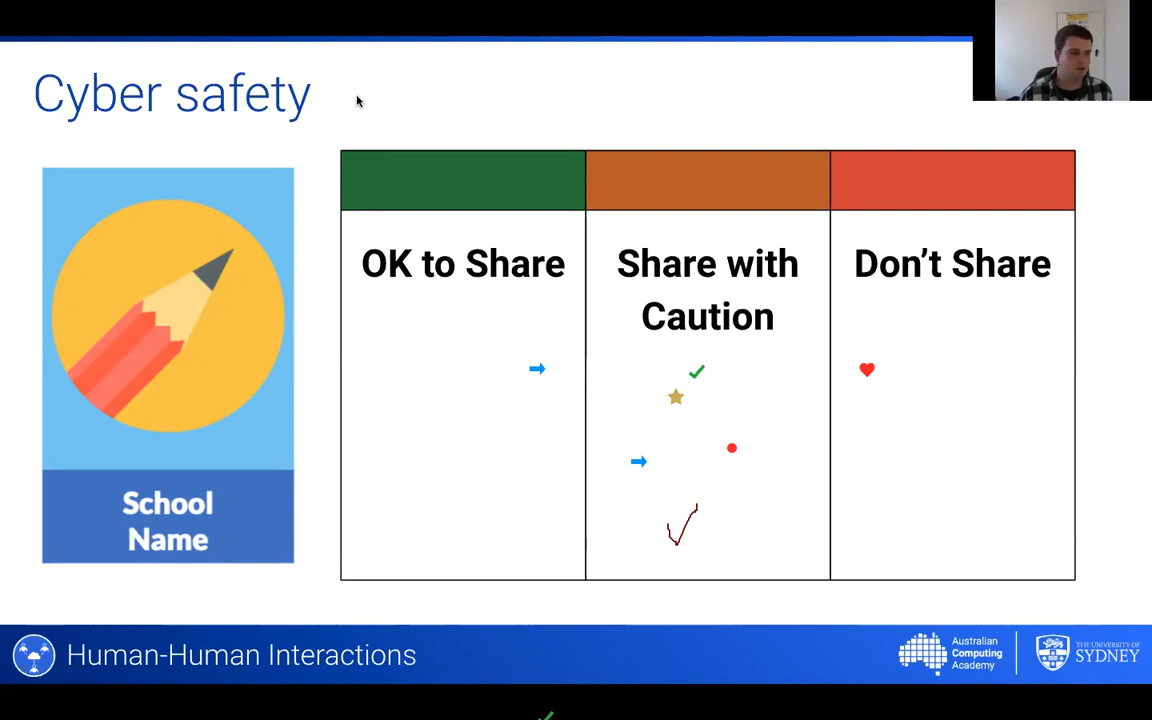 Cyber safety
School
Name
OK to Share
Share with
Caution
Don't Share
Human-Human Interactions
Australian
Computing
Academy
THE UNIVERSITY OF
SYDNEY